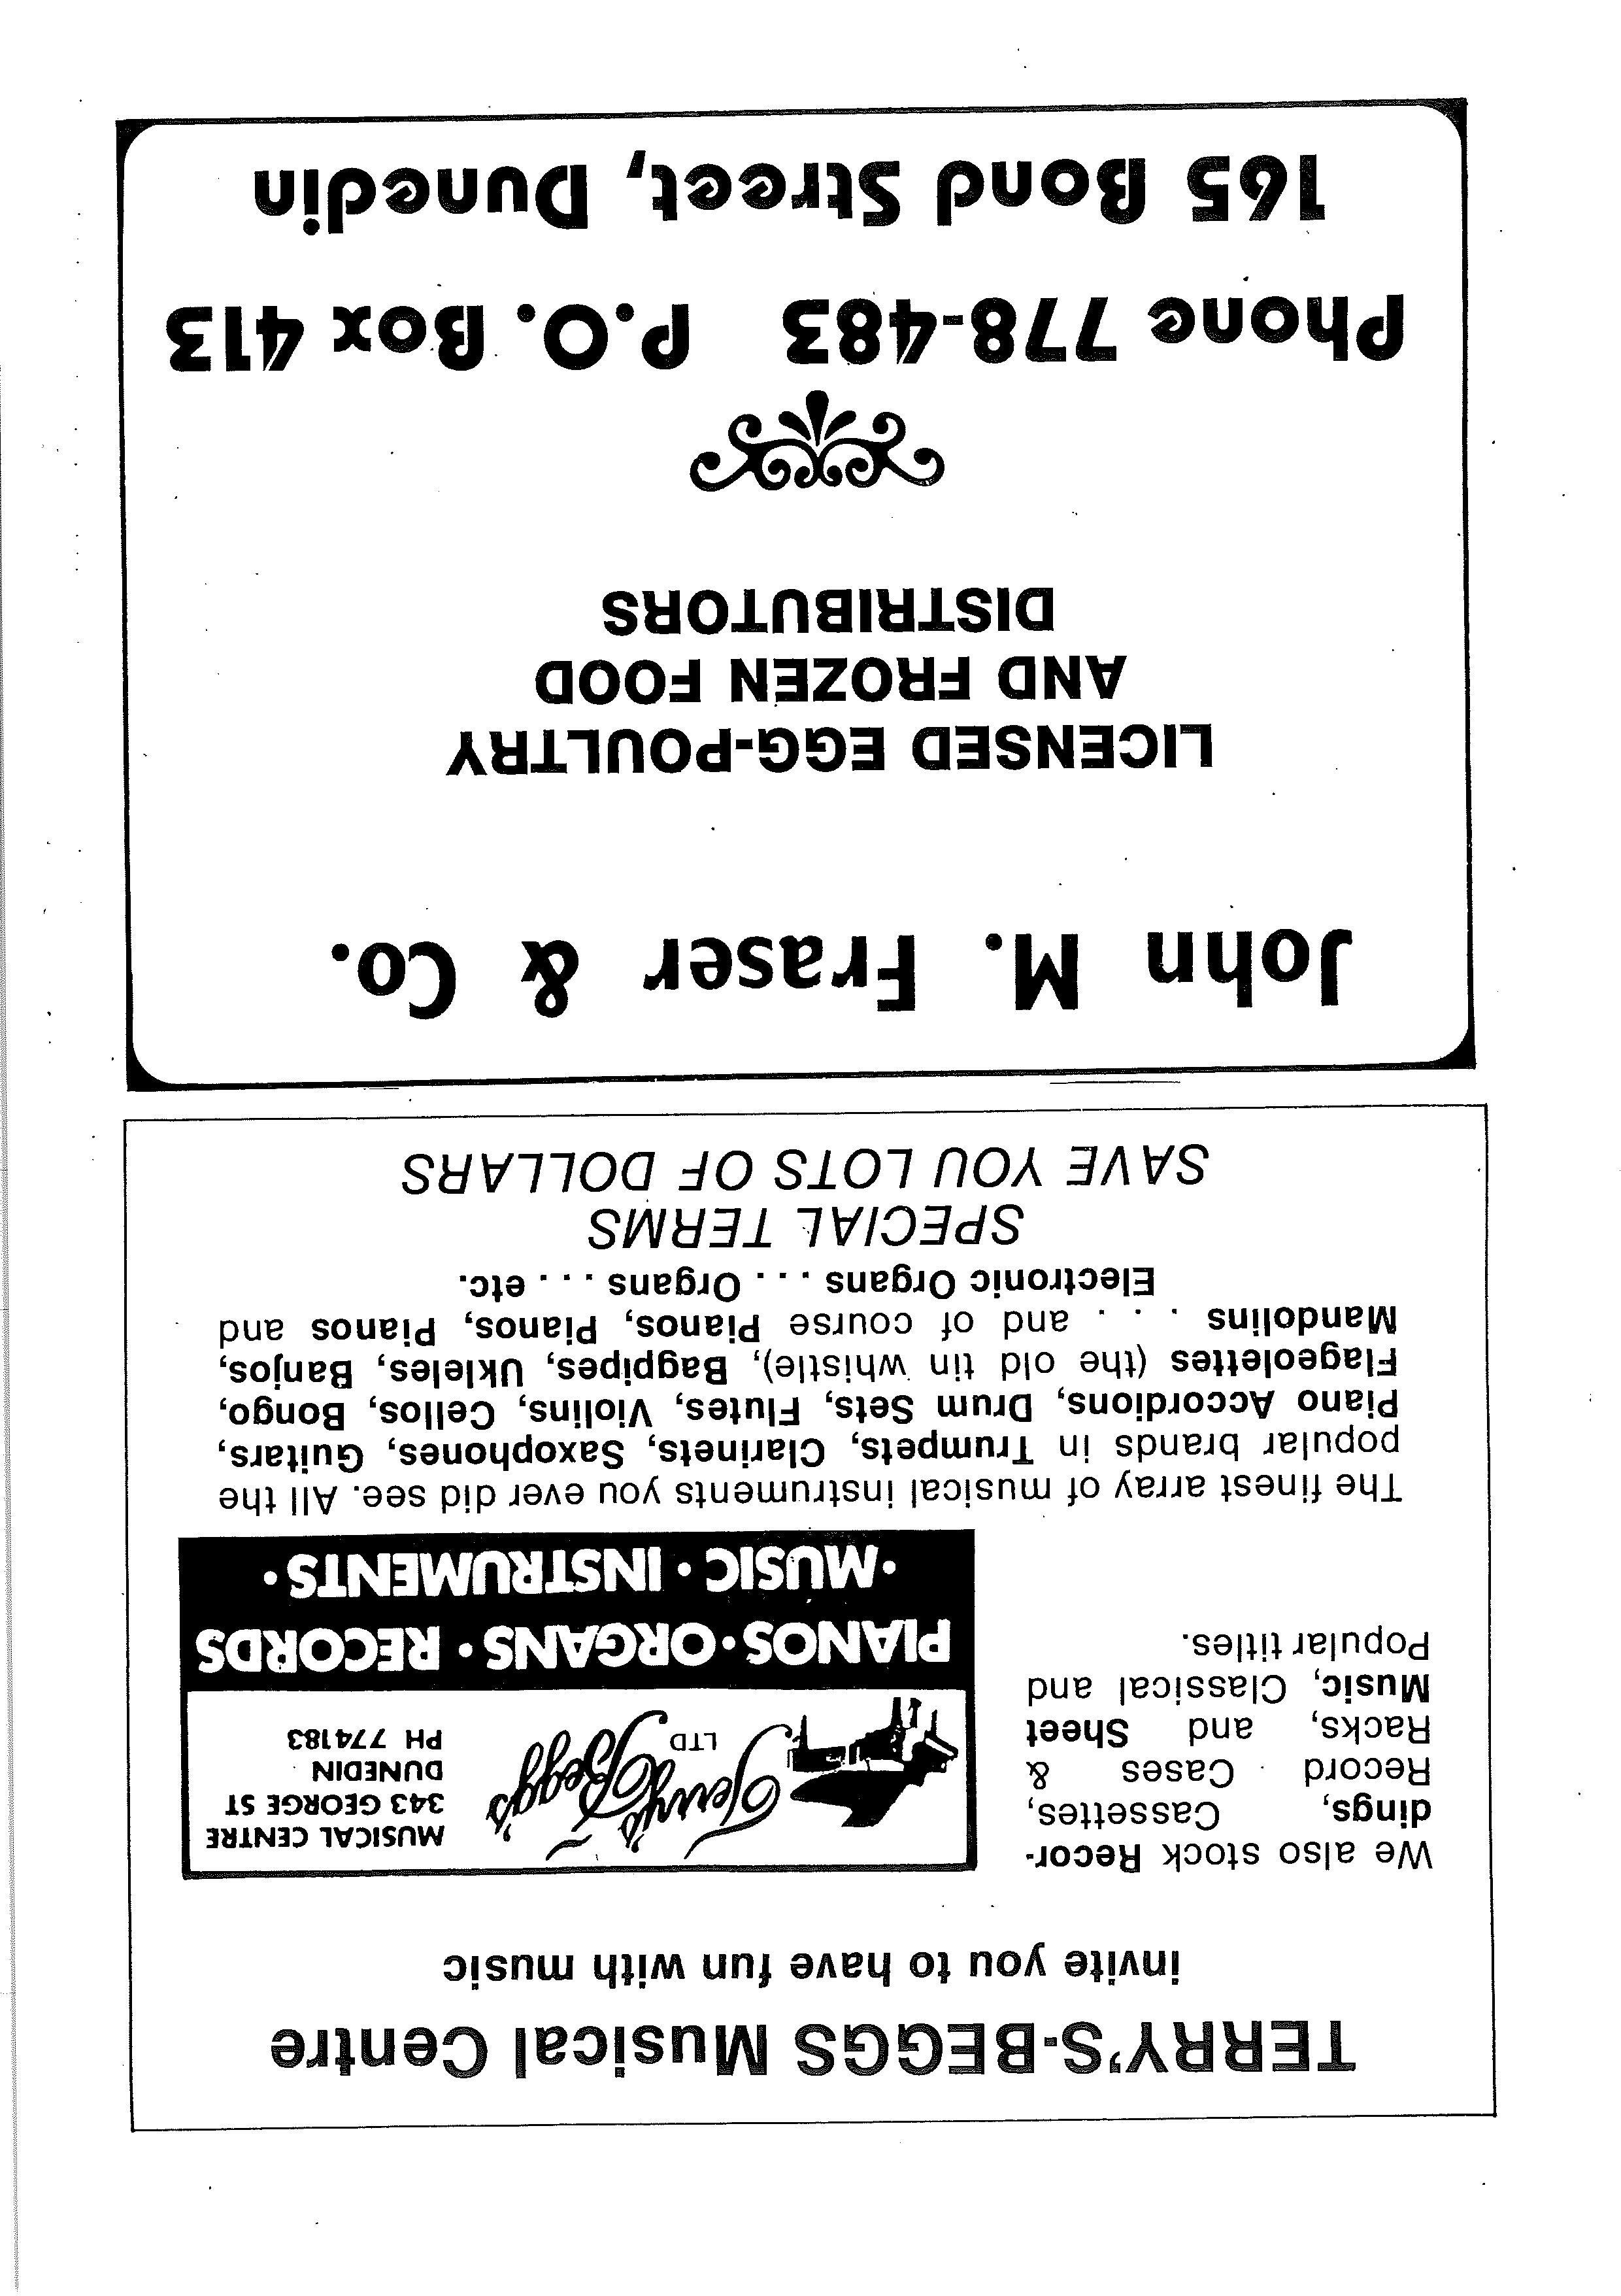 TERRY'S-BEGGS Musical Centre
invite you to have fun with music
We also stock Recor-
dings, Cassettes,
Record Cases &
Racks, and Sheet
Music, Classical and
Popular titles.
Terry's Begg's
LTD
MUSICAL CENTRE
343 GEORGE ST
DUNEDIN
PH 774183
PIANOS·ORGANS·RECORDS
·MUSIC·INSTRUMENTS·
The finest array of musical instruments you ever did see. All the
popular brands in Trumpets, Clarinets, Saxophones, Guitars,
Piano Accordions, Drum Sets, Flutes, Violins, Cellos, Bongo,
Flageolettes (the old tin whistle), Bagpipes, Ukleles, Banjos,
Mandolins . . . and of course Pianos, Pianos, Pianos and
Electronic Organs . . . Organs . . . etc.
SPECIAL TERMS
SAVE YOU LOTS OF DOLLARS
John M. Fraser & Co.
LICENSED EGG-POULTRY
AND FROZEN FOOD
DISTRIBUTORS
Phone 778-483 P.O. Box 413
165 Bond Street, Dunedin